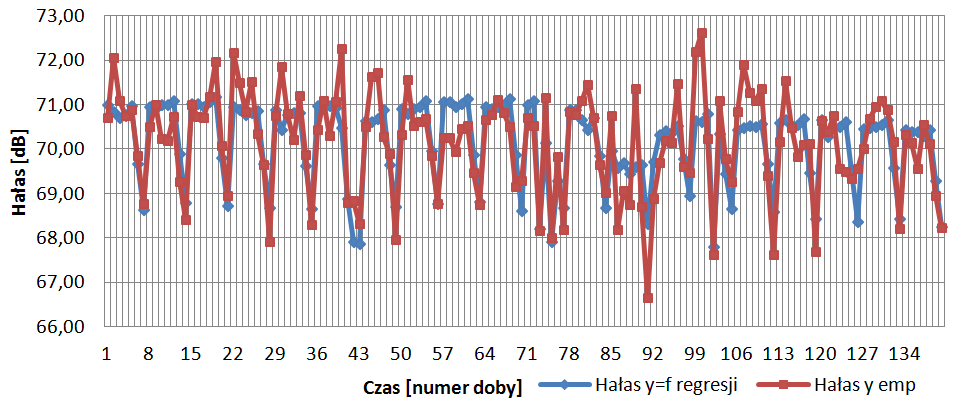 73,00
72,00
71,00
70,00
69,00
68,00
67,00
66,00
Hałas [dB]
1 8 15 22 29 36 43 50 57 64 71 78 85 92 99 106 113 120 127 134
Czas [numer doby] Hałas y=f regresji Hałas y emp